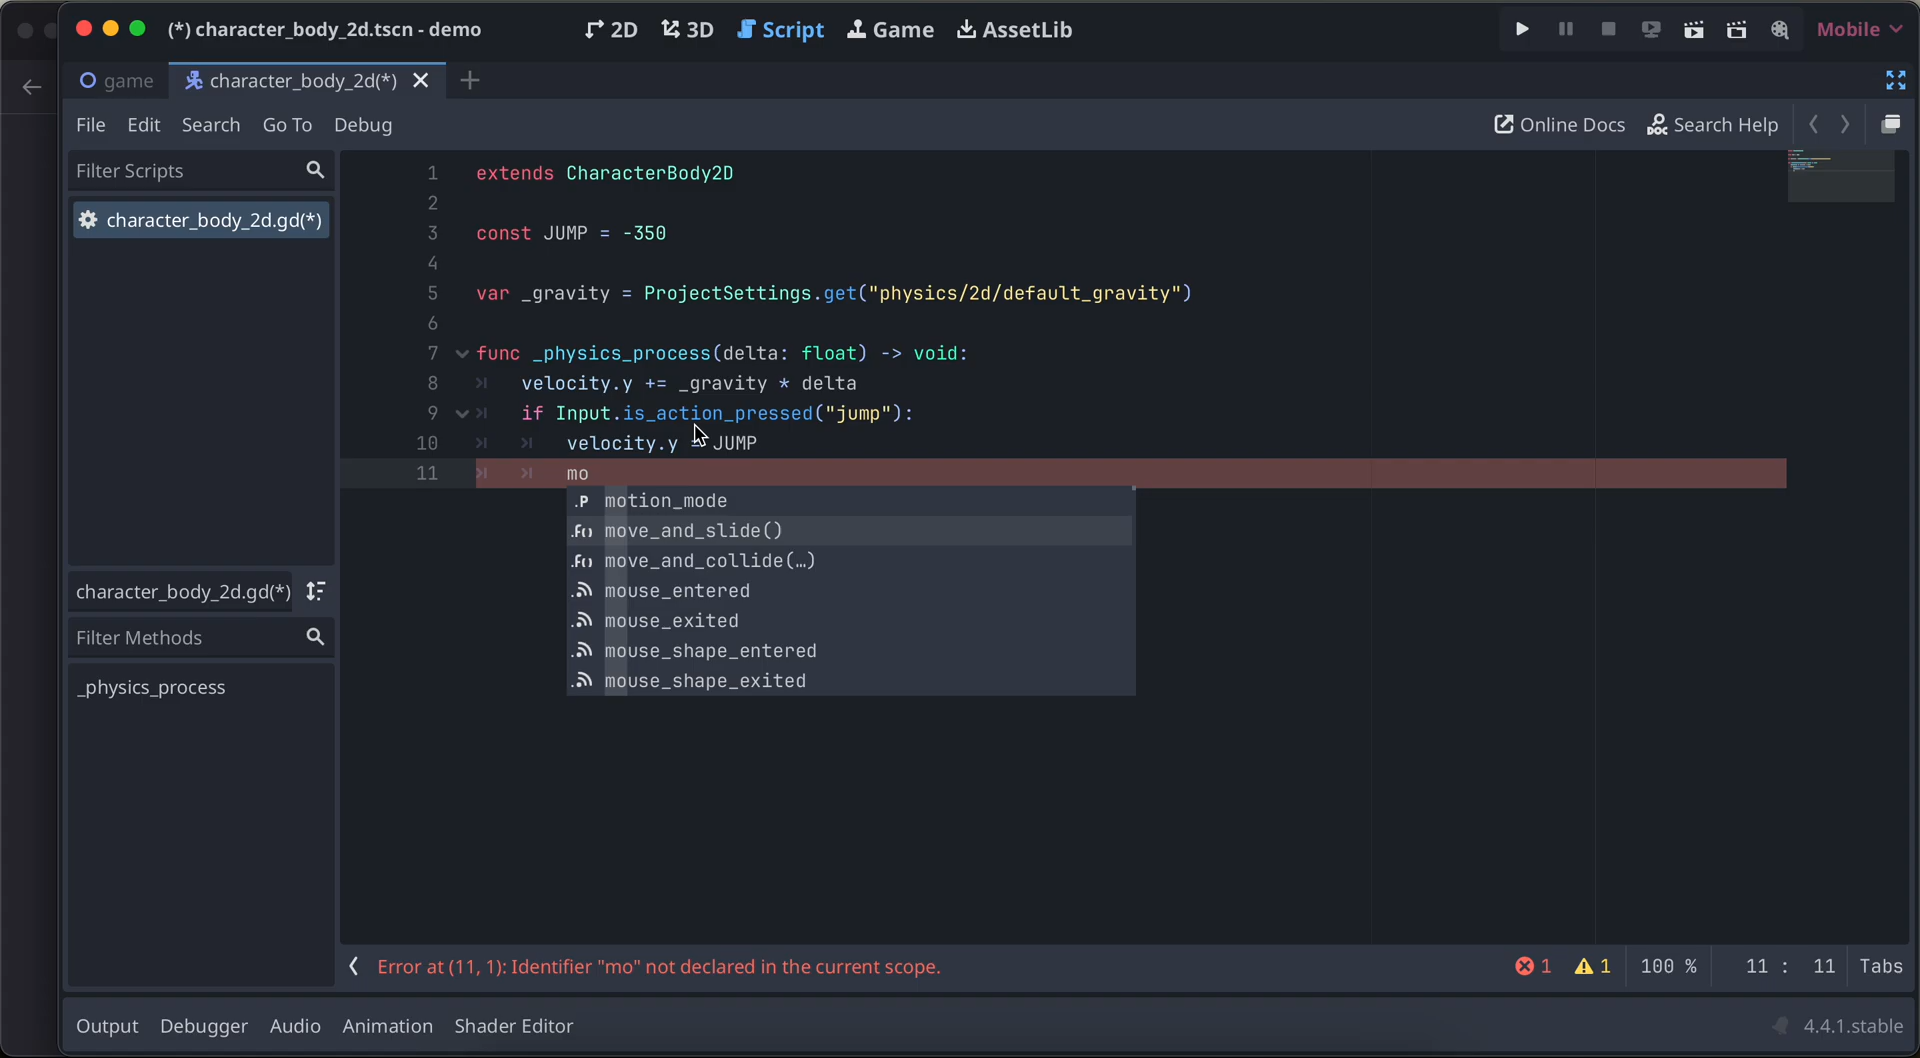 (*) character_body_2d.tscn - demo
2D 3D Script Game AssetLib
Mobile
game character_body_2d(*)
File Edit Search Go To Debug
Online Docs Search Help
Filter Scripts
character_body_2d.gd(*)
character_body_2d.gd(*)
Filter Methods
_physics_process
1 extends CharacterBody2D
2
3 const JUMP = -350
4
5 var _gravity = ProjectSettings.get("physics/2d/default_gravity")
6
7 func _physics_process(delta: float) -> void:
8 velocity.y += _gravity * delta
9 if Input.is_action_pressed("jump"):
10 velocity.y = JUMP
11 mo
.P motion_mode
.F() move_and_slide()
.F() move_and_collide(…)
mouse_entered
mouse_exited
mouse_shape_entered
mouse_shape_exited
Error at (11, 1): Identifier "mo" not declared in the current scope.
1 1 100 % 11 : 11 Tabs
Output Debugger Audio Animation Shader Editor
4.4.1.stable